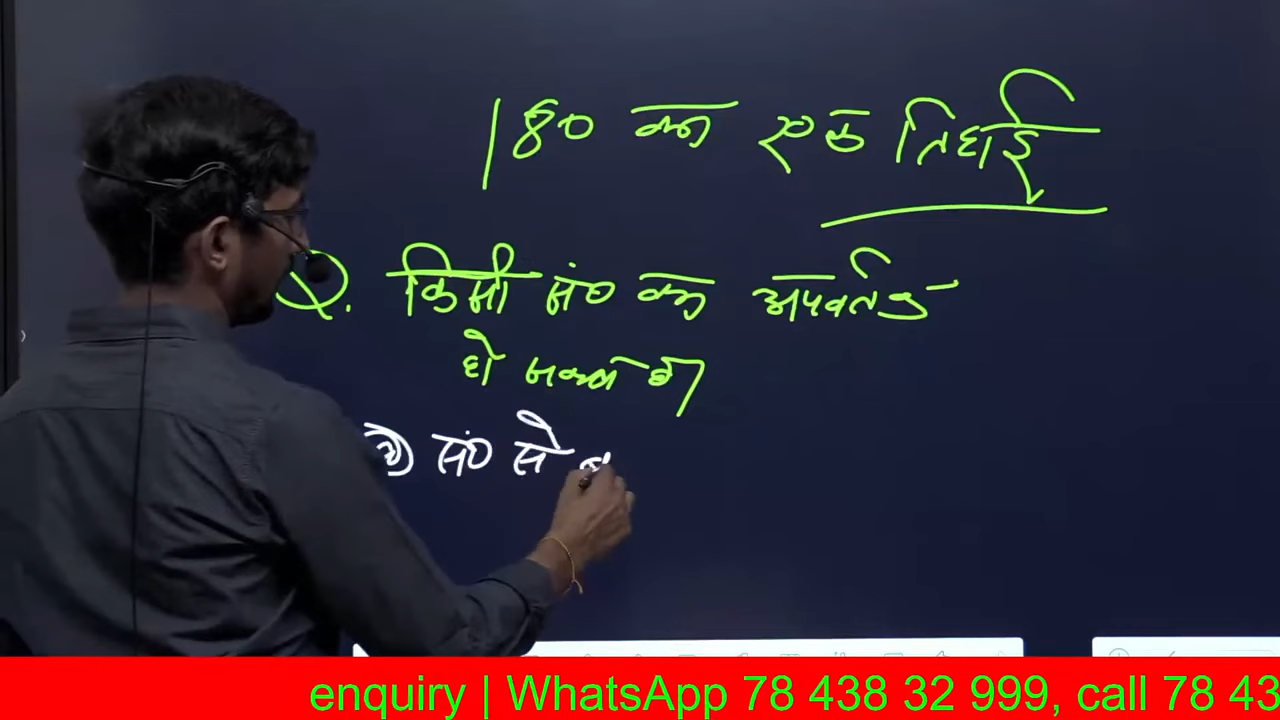 180 का एक तिहाई
Q. किसी सं० का अपवर्तक
हो सकता है।
सं० से
enquiry | WhatsApp 78 438 32 999, call 78 43